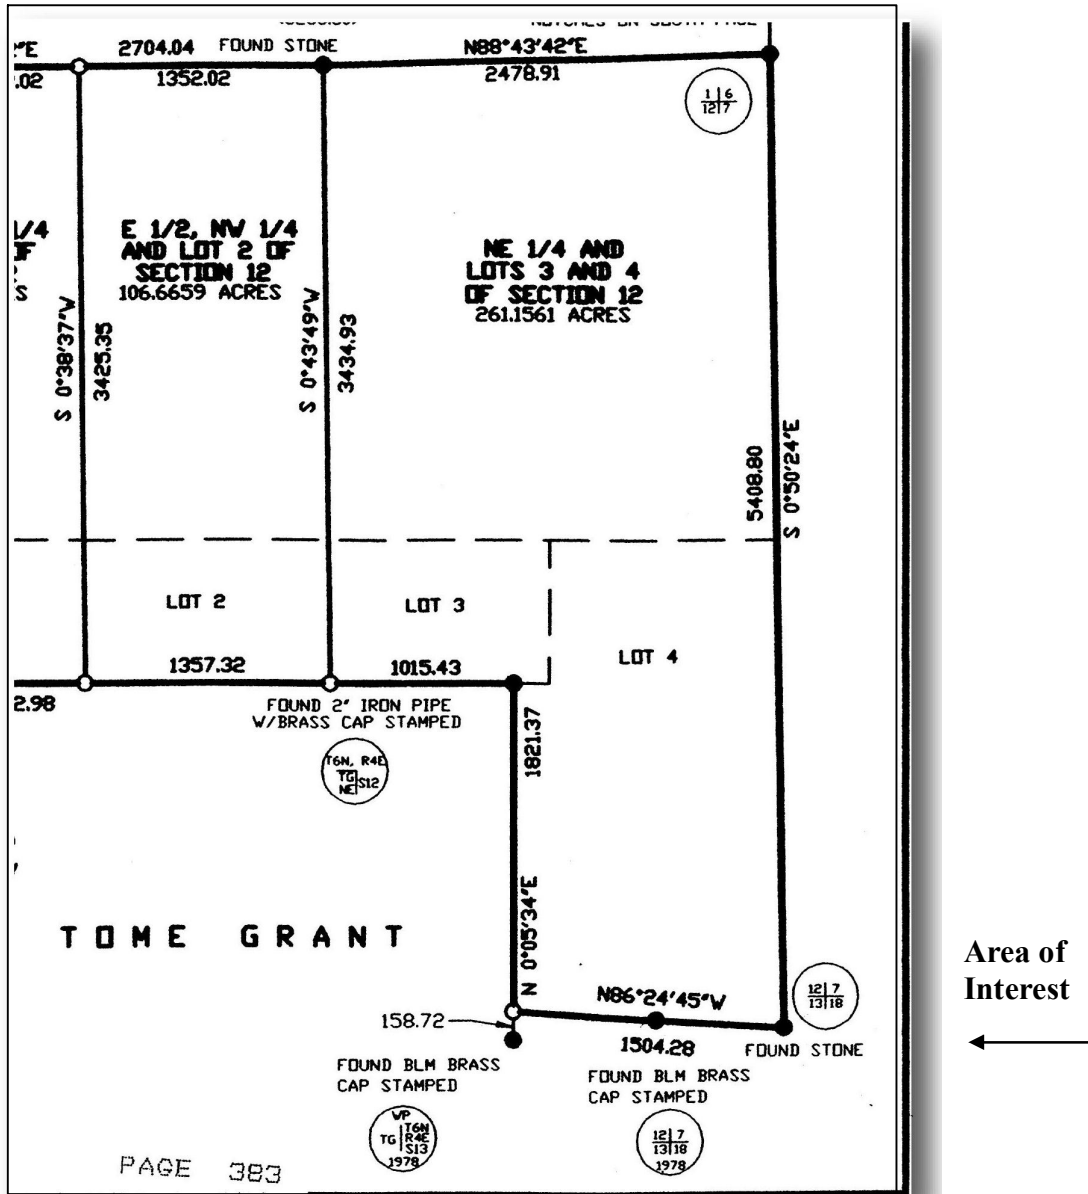 2704.04
FOUND STONE
N88°43'42"E
1352.02
2478.91
.02
1|6
12|7
1/4
E 1/2, NW 1/4
AND LOT 2 OF
SECTION 12
106.6659 ACRES
NE 1/4 AND
LOTS 3 AND 4
OF SECTION 12
261.1561 ACRES
S 0°38'37"W
3425.35
S 0°43'49"W
3434.93
5408.80
S 0°50'24"E
LOT 2
LOT 3
LOT 4
1357.32
1015.43
2.98
FOUND 2" IRON PIPE
W/BRASS CAP STAMPED
T6N, R4E
TG
NE|S12
1821.37
N 0°05'34"E
TOME GRANT
N86°24'45"W
12|7
13|18
158.72
1504.28
FOUND STONE
FOUND BLM BRASS
CAP STAMPED
FOUND BLM BRASS
CAP STAMPED
WP
TG
T6N
R4E
S13
1978
12|7
13|18
1978
PAGE 383
Area of
Interest